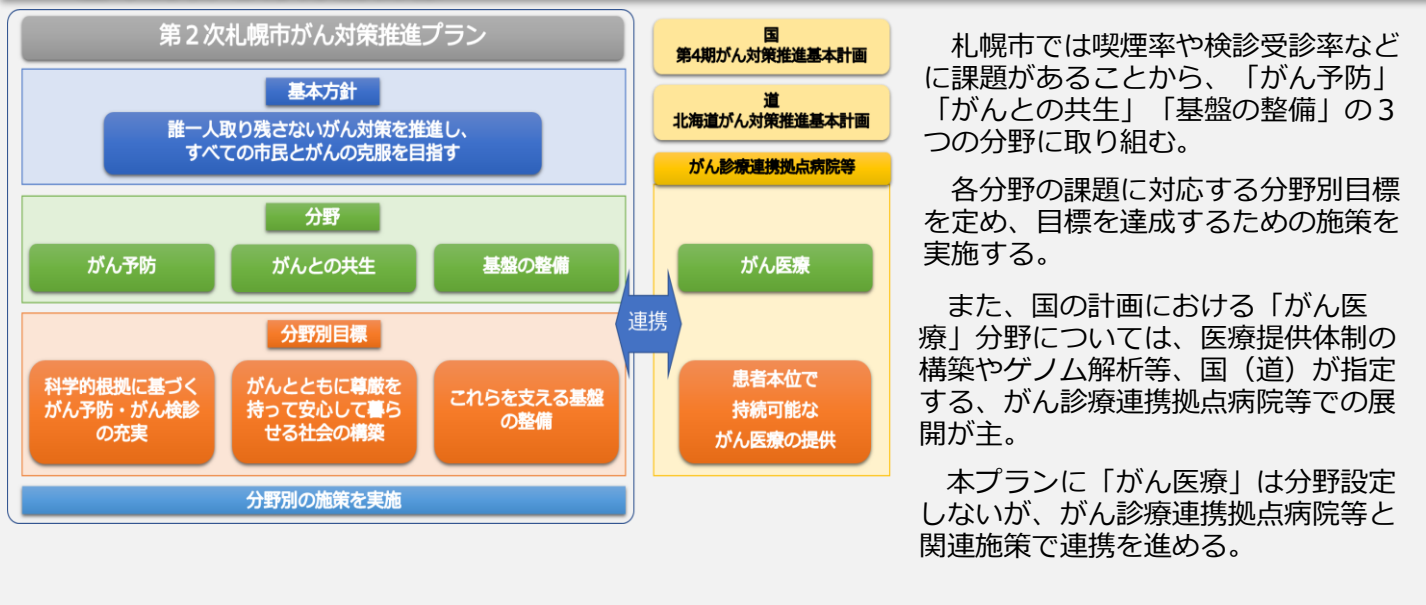 第２次札幌市がん対策推進プラン
基本方針
誰一人取り残さないがん対策を推進し、
すべての市民とがんの克服を目指す
分野
がん予防
がんとの共生
基盤の整備
分野別目標
科学的根拠に基づく
がん予防・がん検診
の充実
がんとともに尊厳を
持って安心して暮ら
せる社会の構築
これらを支える基盤
の整備
分野別の施策を実施
連携
国
第4期がん対策推進基本計画
道
北海道がん対策推進基本計画
がん診療連携拠点病院等
がん医療
患者本位で
持続可能な
がん医療の提供
札幌市では喫煙率や検診受診率など
に課題があることから、「がん予防」
「がんとの共生」「基盤の整備」の３
つの分野に取り組む。
各分野の課題に対応する分野別目標
を定め、目標を達成するための施策を
実施する。
また、国の計画における「がん医
療」分野については、医療提供体制の
構築やゲノム解析等、国（道）が指定
する、がん診療連携拠点病院等での展
開が主。
本プランに「がん医療」は分野設定
しないが、がん診療連携拠点病院等と
関連施策で連携を進める。